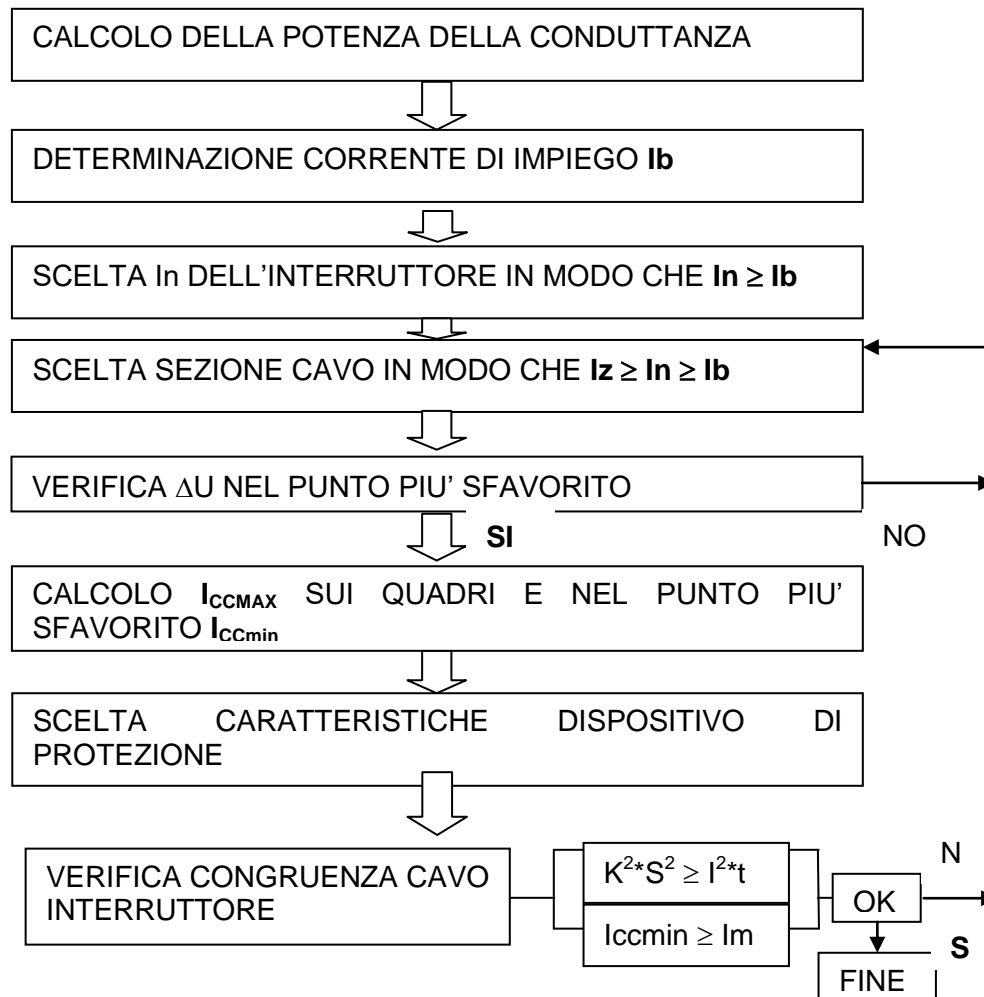 CALCOLO DELLA POTENZA DELLA CONDUTTANZA
DETERMINAZIONE CORRENTE DI IMPIEGO Ib
SCELTA In DELL'INTERRUTTORE IN MODO CHE In ≥ Ib
SCELTA SEZIONE CAVO IN MODO CHE Iz ≥ In ≥ Ib
VERIFICA ∆U NEL PUNTO PIU' SFAVORITO
SI
NO
CALCOLO ICCMAX SUI QUADRI E NEL PUNTO PIU'
SFAVORITO ICCmin
SCELTA CARATTERISTICHE DISPOSITIVO DI
PROTEZIONE
VERIFICA CONGRUENZA CAVO
INTERRUTTORE
K²*S² ≥ I²*t
Iccmin ≥ Im
OK
N
S
FINE